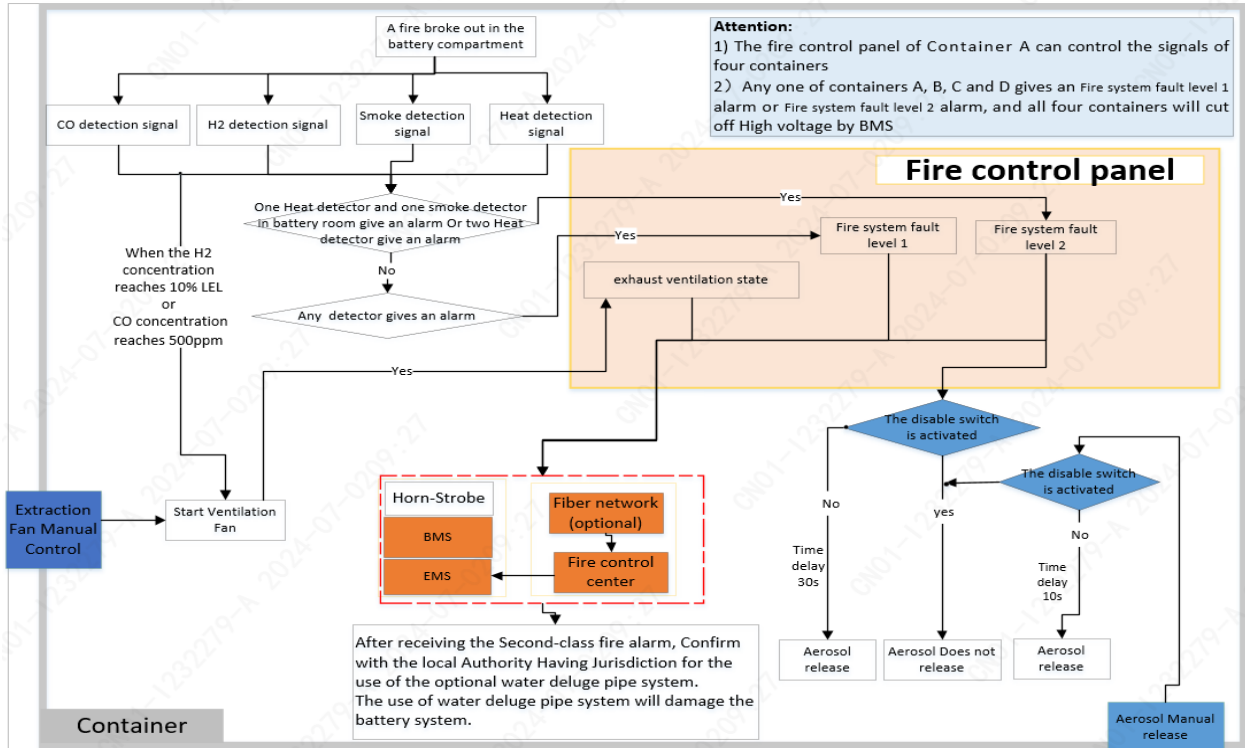 A fire broke out in the
battery compartment
Attention:
1) The fire control panel of Container A can control the signals of
four containers
2） Any one of containers A, B, C and D gives an Fire system fault level 1
alarm or Fire system fault level 2 alarm, and all four containers will cut
off High voltage by BMS
CO detection signal
H2 detection signal
Smoke detection
signal
Heat detection
signal
Fire control panel
One Heat detector and one smoke detector
in battery room give an alarm Or two Heat
detector give an alarm
Yes
Yes
Fire system fault
level 1
Fire system fault
level 2
No
When the H2
concentration
reaches 10% LEL
or
CO concentration
reaches 500ppm
exhaust ventilation state
Any detector gives an alarm
Yes
The disable switch
is activated
The disable switch
is activated
Extraction
Fan Manual
Control
Start Ventilation
Fan
Horn-Strobe
BMS
EMS
Fiber network
(optional)
Fire control
center
No
yes
No
Time
delay
30s
Time
delay
10s
After receiving the Second-class fire alarm, Confirm
with the local Authority Having Jurisdiction for the
use of the optional water deluge pipe system.
The use of water deluge pipe system will damage the
battery system.
Aerosol
release
Aerosol Does not
release
Aerosol
release
Container
Aerosol Manual
release
CN01-1232279-A 2024-07-0209:27